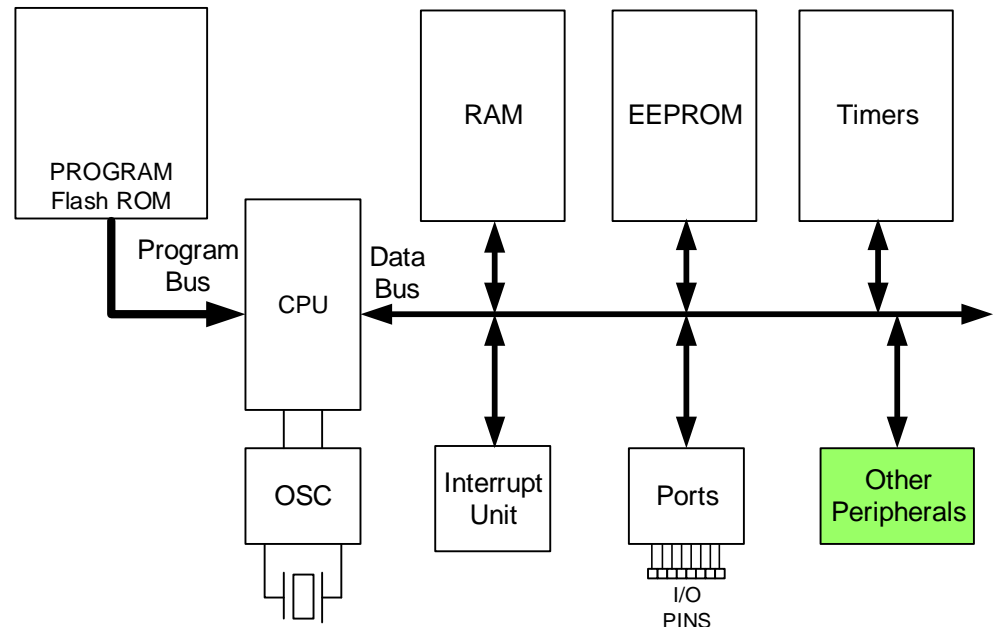 RAM
EEPROM
Timers
PROGRAM
Flash ROM
Program
Bus
CPU
Data
Bus
OSC
Interrupt
Unit
Ports
Other
Peripherals
I/O
PINS